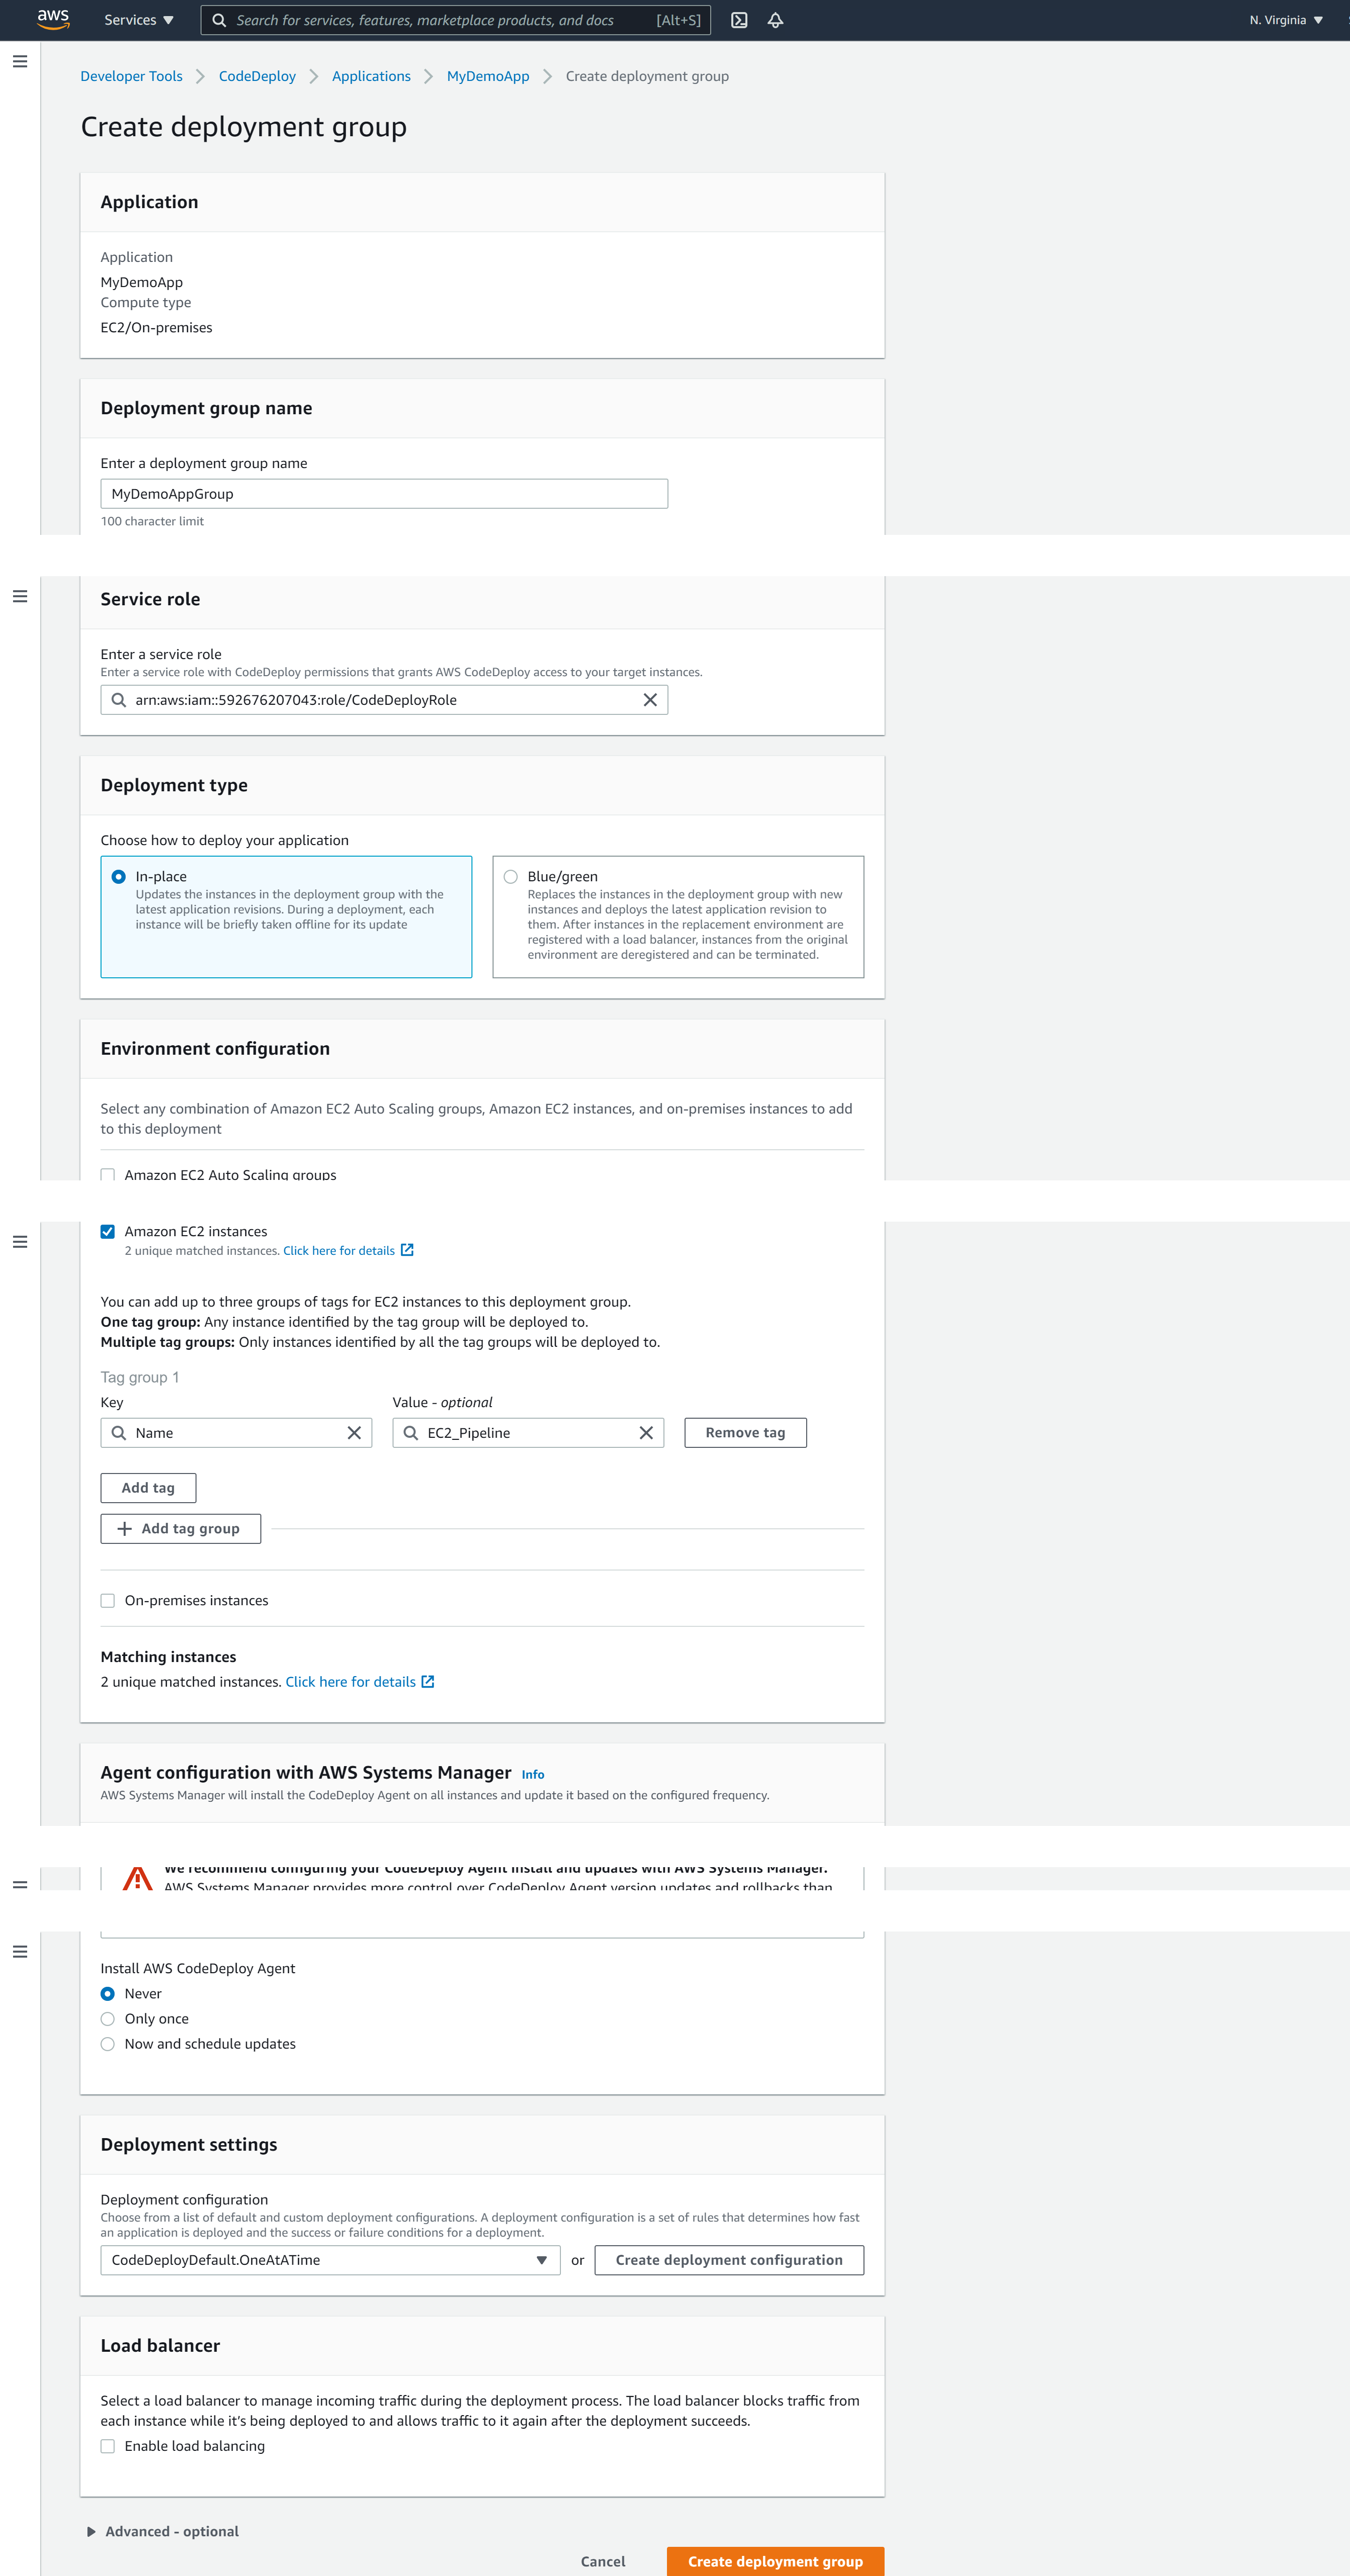 aws
Services
Search for services, features, marketplace products, and docs
[Alt+S]
N. Virginia
Developer Tools
CodeDeploy
Applications
MyDemoApp
Create deployment group
Create deployment group
Application
Application
MyDemoApp
Compute type
EC2/On-premises
Deployment group name
Enter a deployment group name
MyDemoAppGroup
100 character limit
Service role
Enter a service role
Enter a service role with CodeDeploy permissions that grants AWS CodeDeploy access to your target instances.
arn:aws:iam::592676207043:role/CodeDeployRole
Deployment type
Choose how to deploy your application
In-place
Updates the instances in the deployment group with the
latest application revisions. During a deployment, each
instance will be briefly taken offline for its update
Blue/green
Replaces the instances in the deployment group with new
instances and deploys the latest application revision to
them. After instances in the replacement environment are
registered with a load balancer, instances from the original
environment are deregistered and can be terminated.
Environment configuration
Select any combination of Amazon EC2 Auto Scaling groups, Amazon EC2 instances, and on-premises instances to add
to this deployment
Amazon EC2 Auto Scaling groups
Amazon EC2 instances
2 unique matched instances. Click here for details
You can add up to three groups of tags for EC2 instances to this deployment group.
One tag group: Any instance identified by the tag group will be deployed to.
Multiple tag groups: Only instances identified by all the tag groups will be deployed to.
Tag group 1
Key
Value - optional
Name
EC2_Pipeline
Remove tag
Add tag
Add tag group
On-premises instances
Matching instances
2 unique matched instances. Click here for details
Agent configuration with AWS Systems Manager Info
AWS Systems Manager will install the CodeDeploy Agent on all instances and update it based on the configured frequency.
We recommend configuring your CodeDeploy Agent install and updates with AWS Systems Manager.
AWS Systems Manager provides more control over CodeDeploy Agent version updates and rollbacks than
Install AWS CodeDeploy Agent
Never
Only once
Now and schedule updates
Deployment settings
Deployment configuration
Choose from a list of default and custom deployment configurations. A deployment configuration is a set of rules that determines how fast
an application is deployed and the success or failure conditions for a deployment.
CodeDeployDefault.OneAtATime
or
Create deployment configuration
Load balancer
Select a load balancer to manage incoming traffic during the deployment process. The load balancer blocks traffic from
each instance while it's being deployed to and allows traffic to it again after the deployment succeeds.
Enable load balancing
Advanced - optional
Cancel
Create deployment group